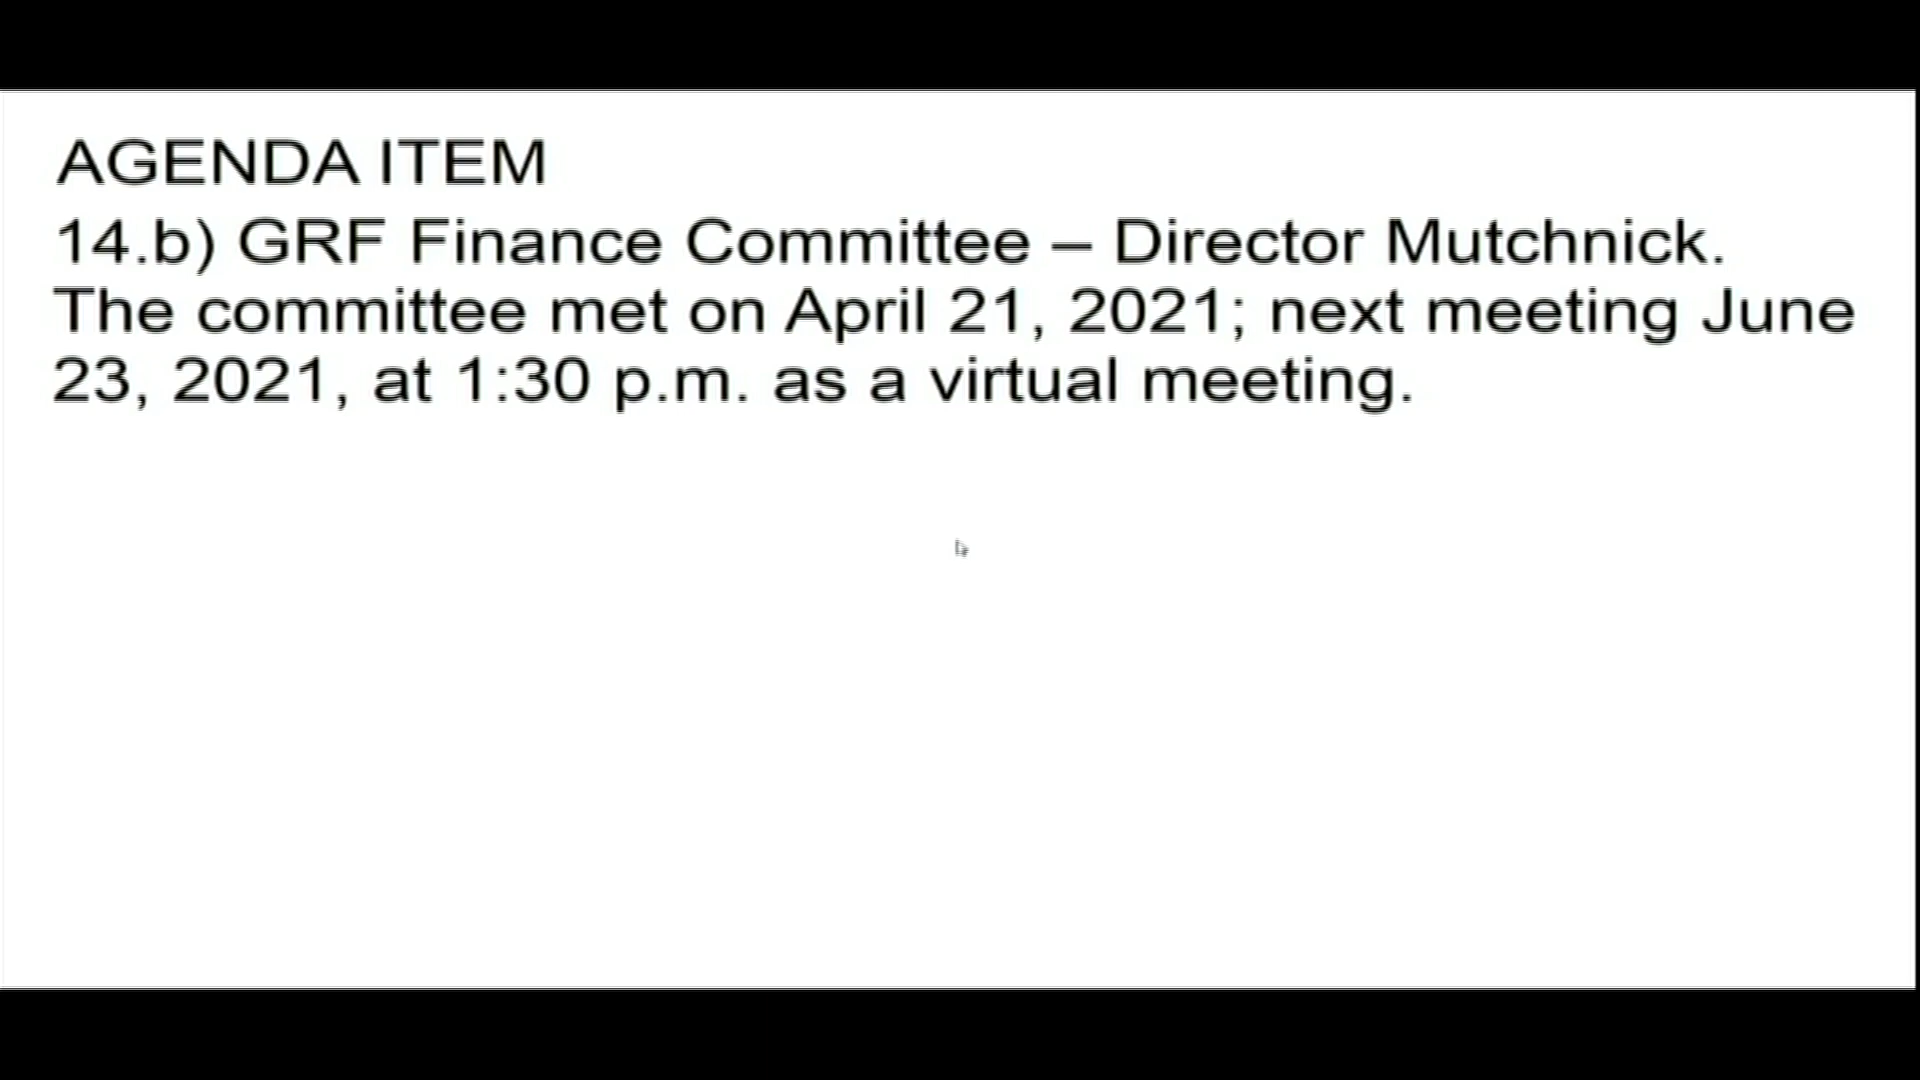 AGENDA ITEM
14.b) GRF Finance Committee – Director Mutchnick.
The committee met on April 21, 2021; next meeting June
23, 2021, at 1:30 p.m. as a virtual meeting.